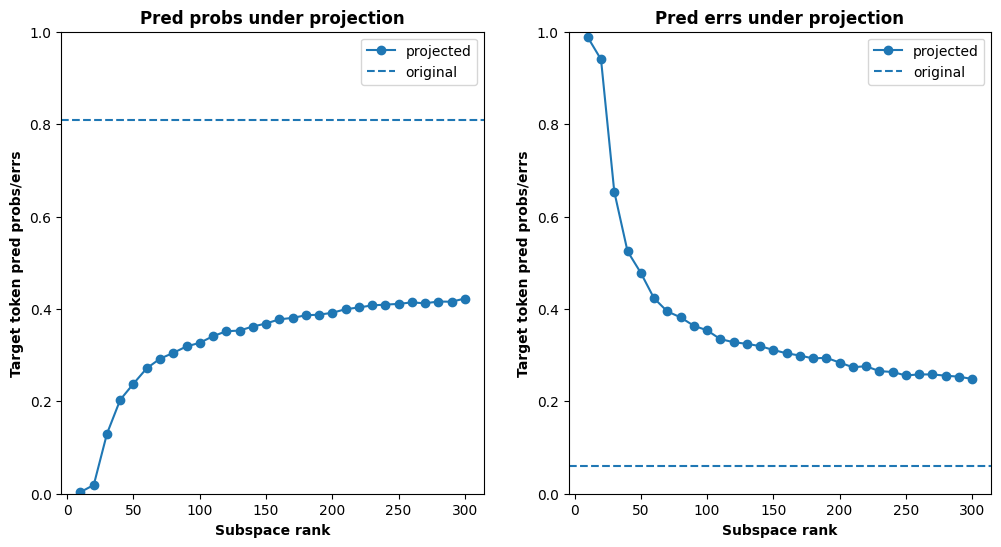 Pred probs under projection
1.0
0.8
0.6
0.4
0.2
0.0
Target token pred probs/errs
projected
original
0
50
100
150
200
250
300
Subspace rank
Pred errs under projection
1.0
0.8
0.6
0.4
0.2
0.0
Target token pred probs/errs
projected
original
0
50
100
150
200
250
300
Subspace rank